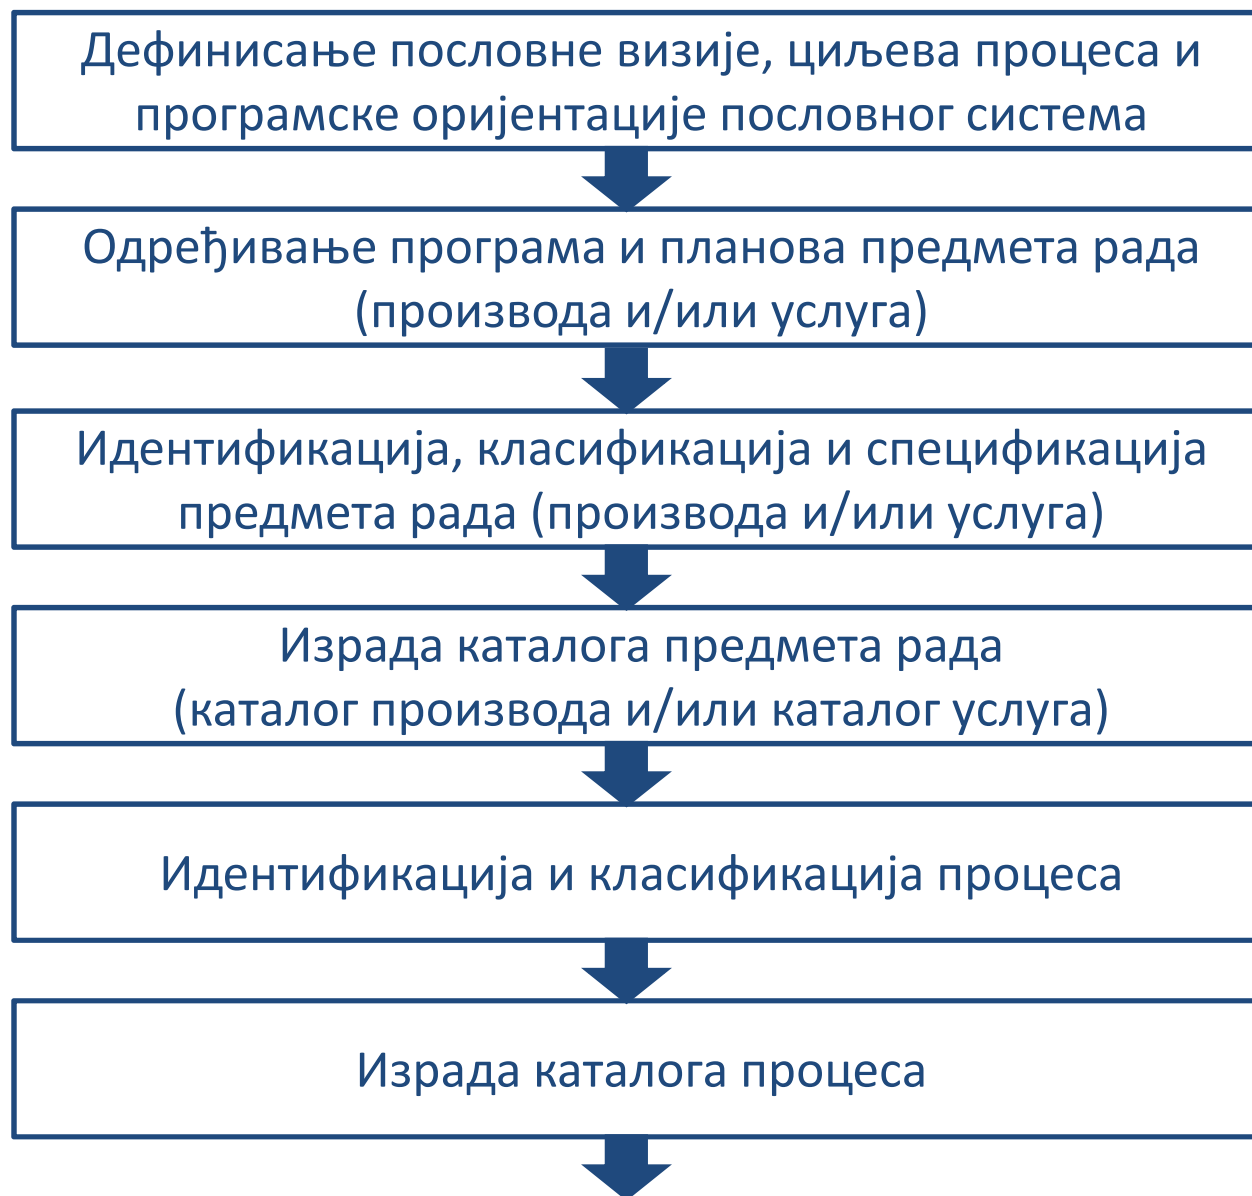 Дефинисање пословне визије, циљева процеса и
програмске оријентације пословног система
Одређивање програма и планова предмета рада
(производа и/или услуга)
Идентификација, класификација и спецификација
предмета рада (производа и/или услуга)
Израда каталога предмета рада
(каталог производа и/или каталог услуга)
Идентификација и класификација процеса
Израда каталога процеса